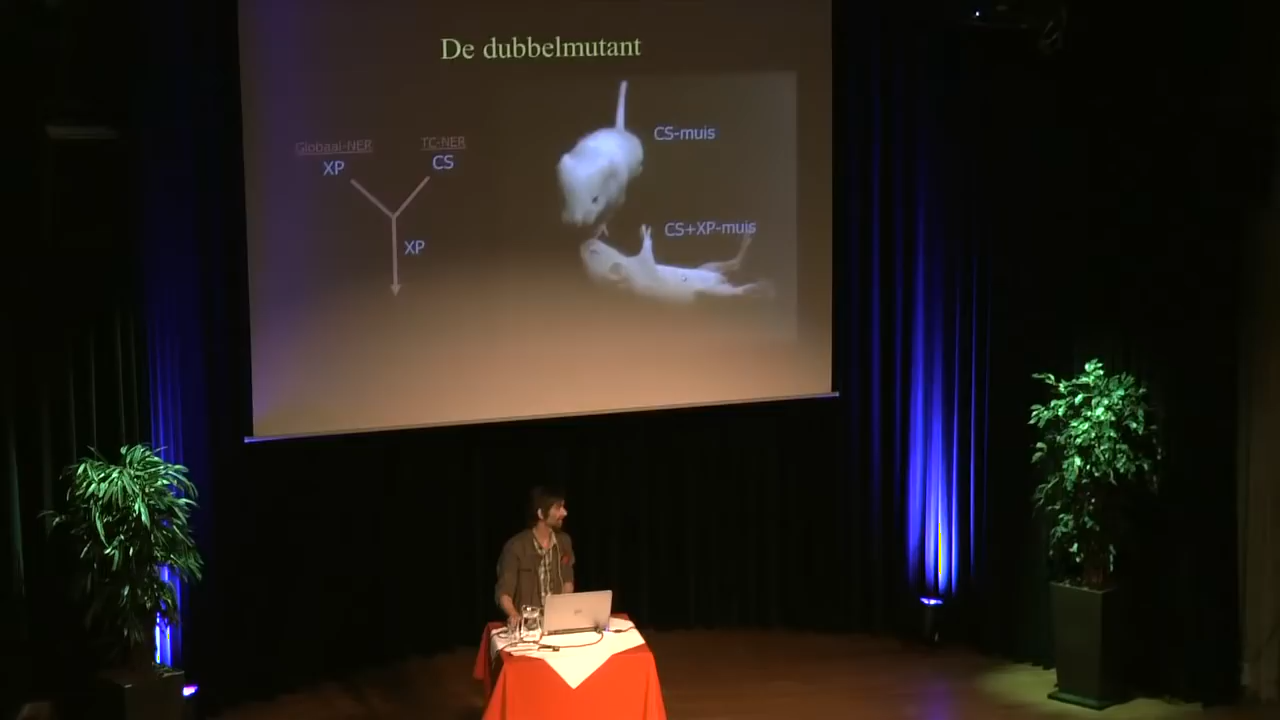 De dubbelmutant
Globaal-NER
TC-NER
XP
CS
XP
CS-muis
CS+XP-muis